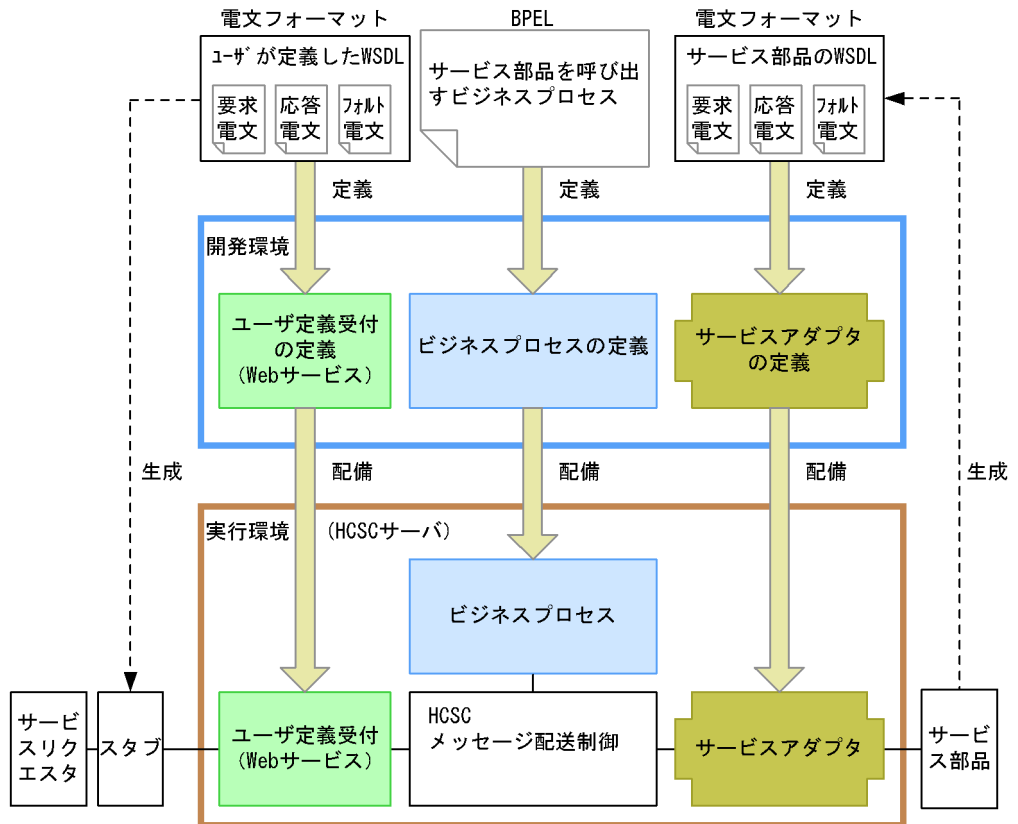 電文フォーマット
BPEL
電文フォーマット
ﾕｰｻﾞが定義したWSDL
要求
電文
応答
電文
ﾌｫﾙﾄ
電文
サービス部品を呼び出
すビジネスプロセス
サービス部品のWSDL
要求
電文
応答
電文
ﾌｫﾙﾄ
電文
定義
定義
定義
開発環境
ユーザ定義受付
の定義
(Webサービス)
ビジネスプロセスの定義
サービスアダプタ
の定義
生成
配備
配備
配備
生成
実行環境 (HCSCサーバ)
ビジネスプロセス
サービ
スリク
エスタ
スタブ
ユーザ定義受付
(Webサービス)
HCSC
メッセージ配送制御
サービスアダプタ
サービ
ス部品